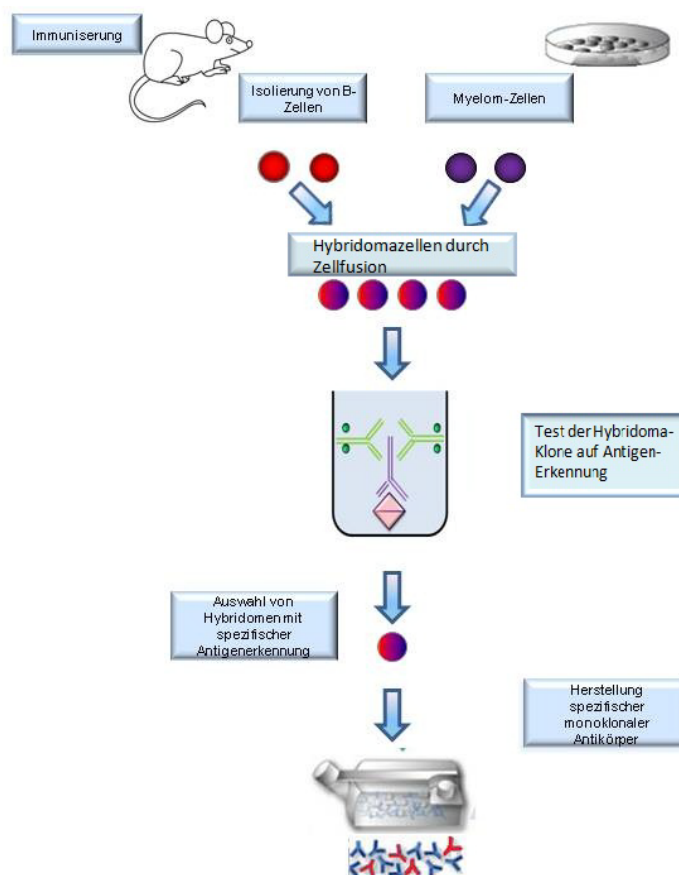 Immuniserung
Isolierung von B-
Zellen
Myelom-Zellen
Hybridomazellen durch
Zellfusion
Test der Hybridoma-
Klone auf Antigen-
Erkennung
Auswahl von
Hybridomen mit
spezifischer
Antigenerkennung
Herstellung
spezifischer
monoklonaler
Antikörper